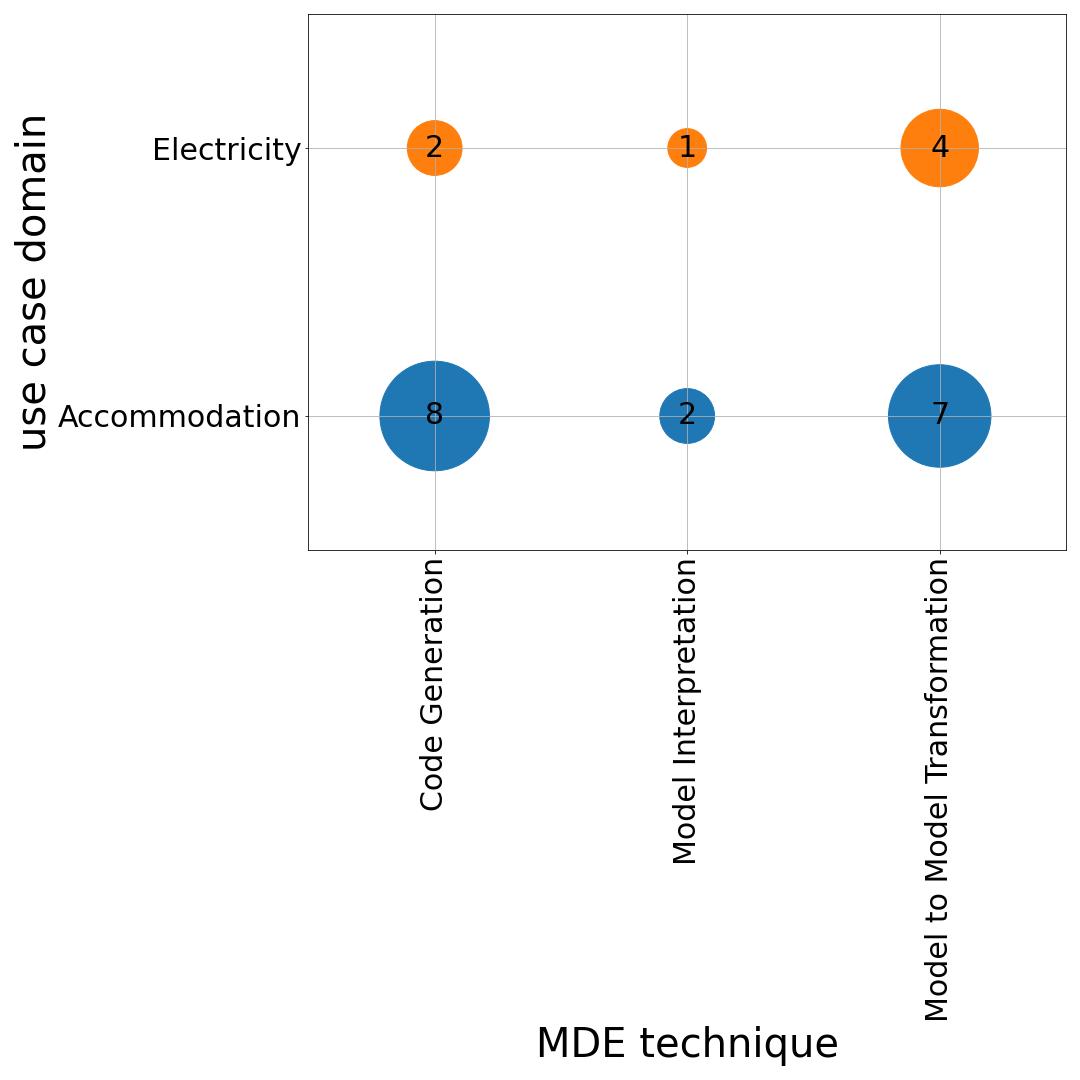 use case domain
Electricity
2
1
4
Accommodation
8
2
7
Code Generation
Model Interpretation
Model to Model Transformation
MDE technique